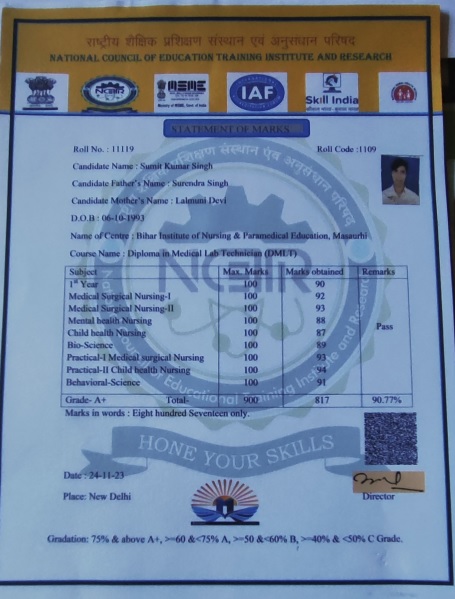 राष्ट्रीय शैक्षिक प्रशिक्षण संस्थान एवं अनुसधान परिषद
NATIONAL COUNCIL OF EDUCATION TRAINING INSTITUTE AND RESEARCH
NCETIR MSME IAF Skill India
STATEMENT OF MARKS
Roll No. : 11119 Roll Code :1109
Candidate Name : Sumit Kumar Singh
Candidate Father's Name : Surendra Singh
Candidate Mother's Name : Lalmuni Devi
D.O.B : 06-10-1993
Name of Centre : Bihar Institute of Nursing & Paramedical Education, Masaurhi
Course Name : Diploma in Medical Lab Technician (DMLT)
Subject Max. Marks Marks obtained Remarks
1st Year 100 90
Medical Surgical Nursing-I 100 92
Medical Surgical Nursing-II 100 93
Mental health Nursing 100 88
Child health Nursing 100 87
Pass
Bio-Science 100 89
Practical-I Medical surgical Nursing 100 93
Practical-II Child health Nursing 100 94
Behavioral-Science 100 91
Grade- A+ Total- 900 817 90.77%
Marks in words : Eight hundred Seventeen only.
HONE YOUR SKILLS
Date : 24-11-23
Place: New Delhi Director
Gradation: 75% & above A+, >=60 &<75% A, >=50 &<60% B, >=40% & <50% C Grade.